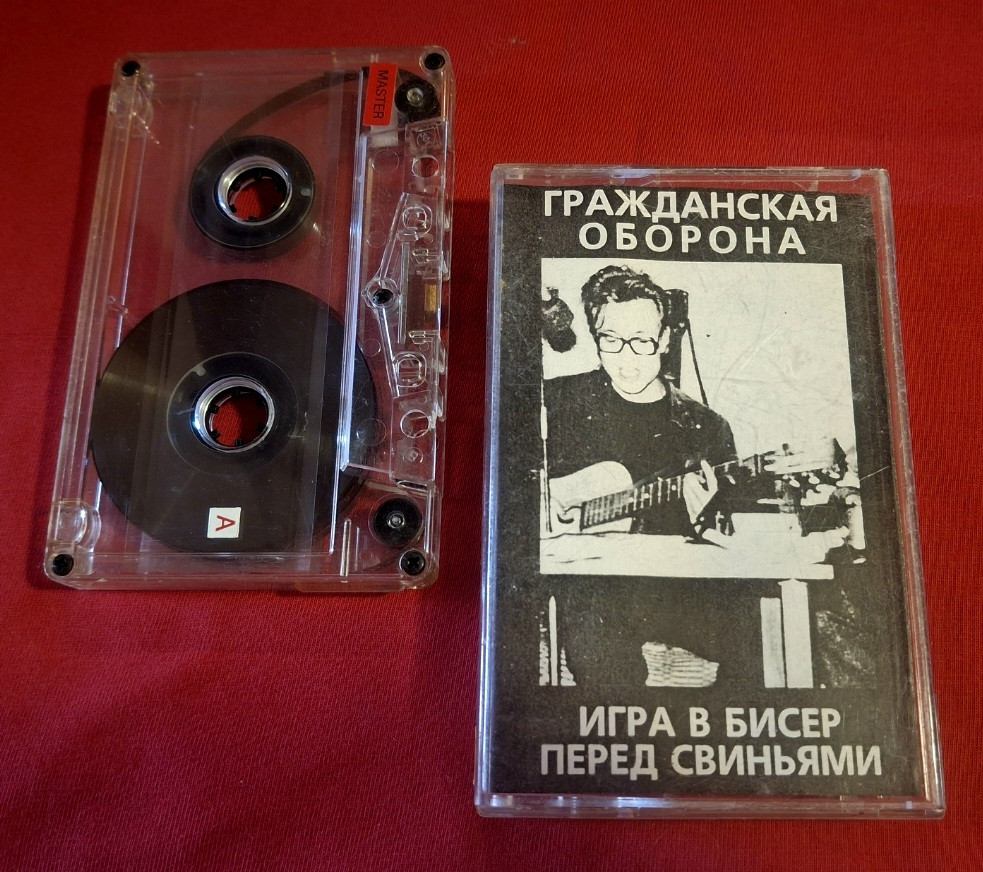 MASTER
A
ГРАЖДАНСКАЯ
ОБОРОНА
ИГРА В БИСЕР
ПЕРЕД СВИНЬЯМИ